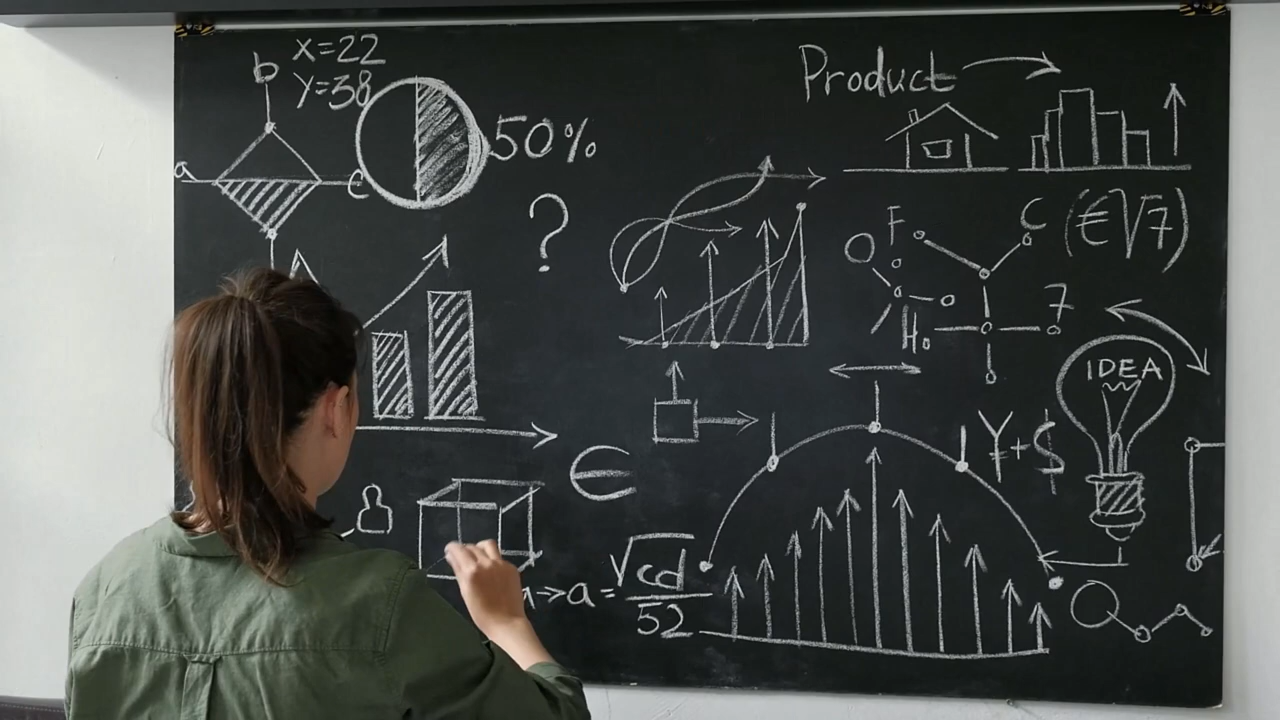 b
X=22
Y=38
a
c
50%
?
Product
F
C
(€√7)
O
H
7
IDEA
¥+$
€
⇒a=√cd/52